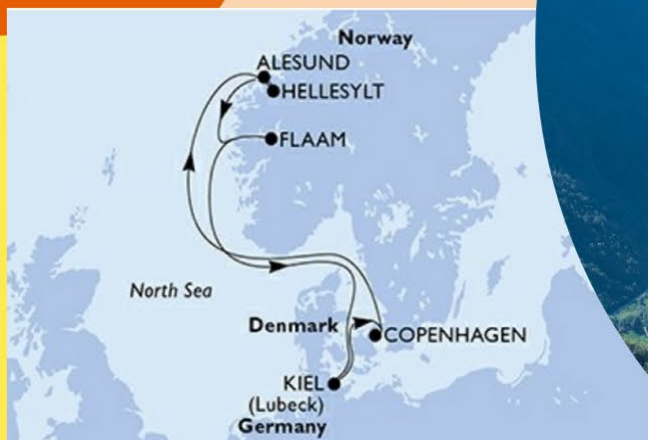 Norway
ALESUND
HELLESYLT
FLAAM
North Sea
Denmark
COPENHAGEN
KIEL
(Lubeck)
Germany